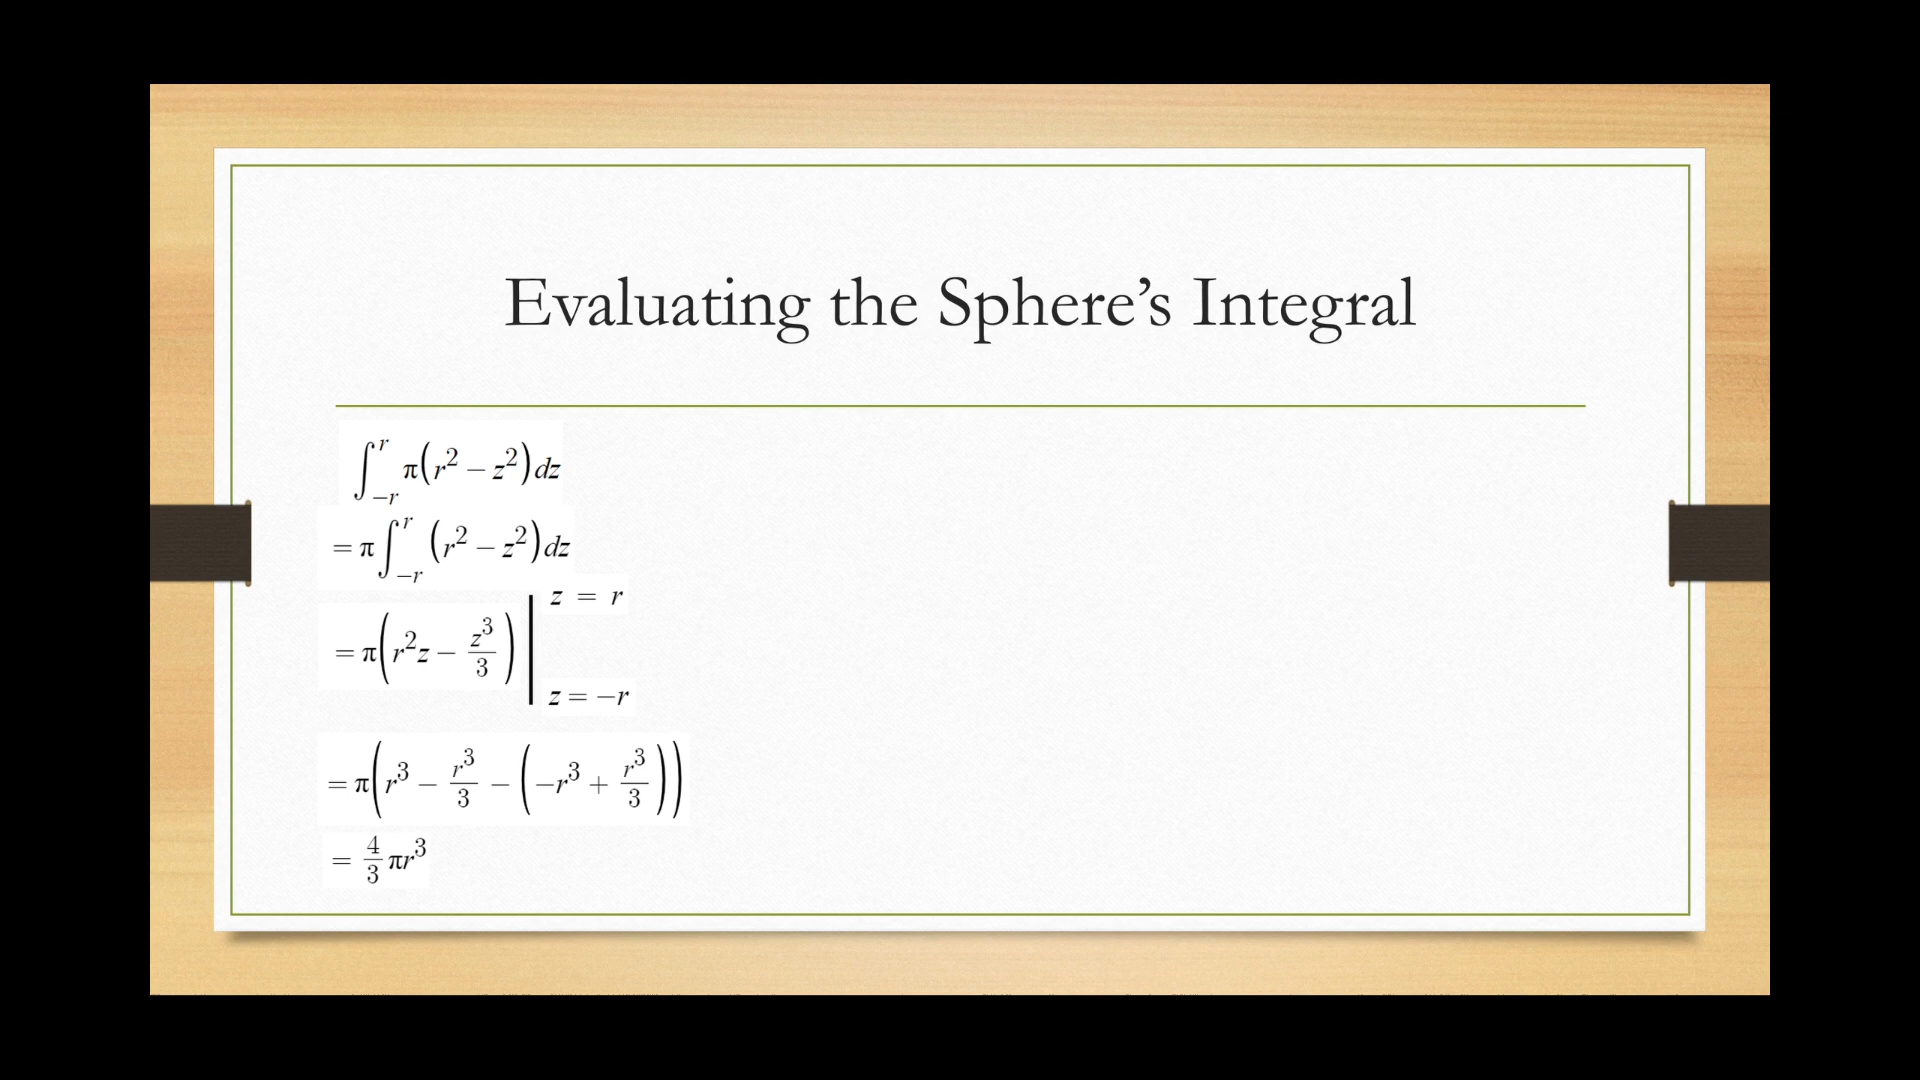 Evaluating the Sphere’s Integral
∫_{−r}^{r} π(r² − z²) dz
= π ∫_{−r}^{r} (r² − z²) dz
= π(r²z − z³/3) | z = r
z = −r
= π(r³ − r³/3 − (−r³ + r³/3))
= 4/3 πr³